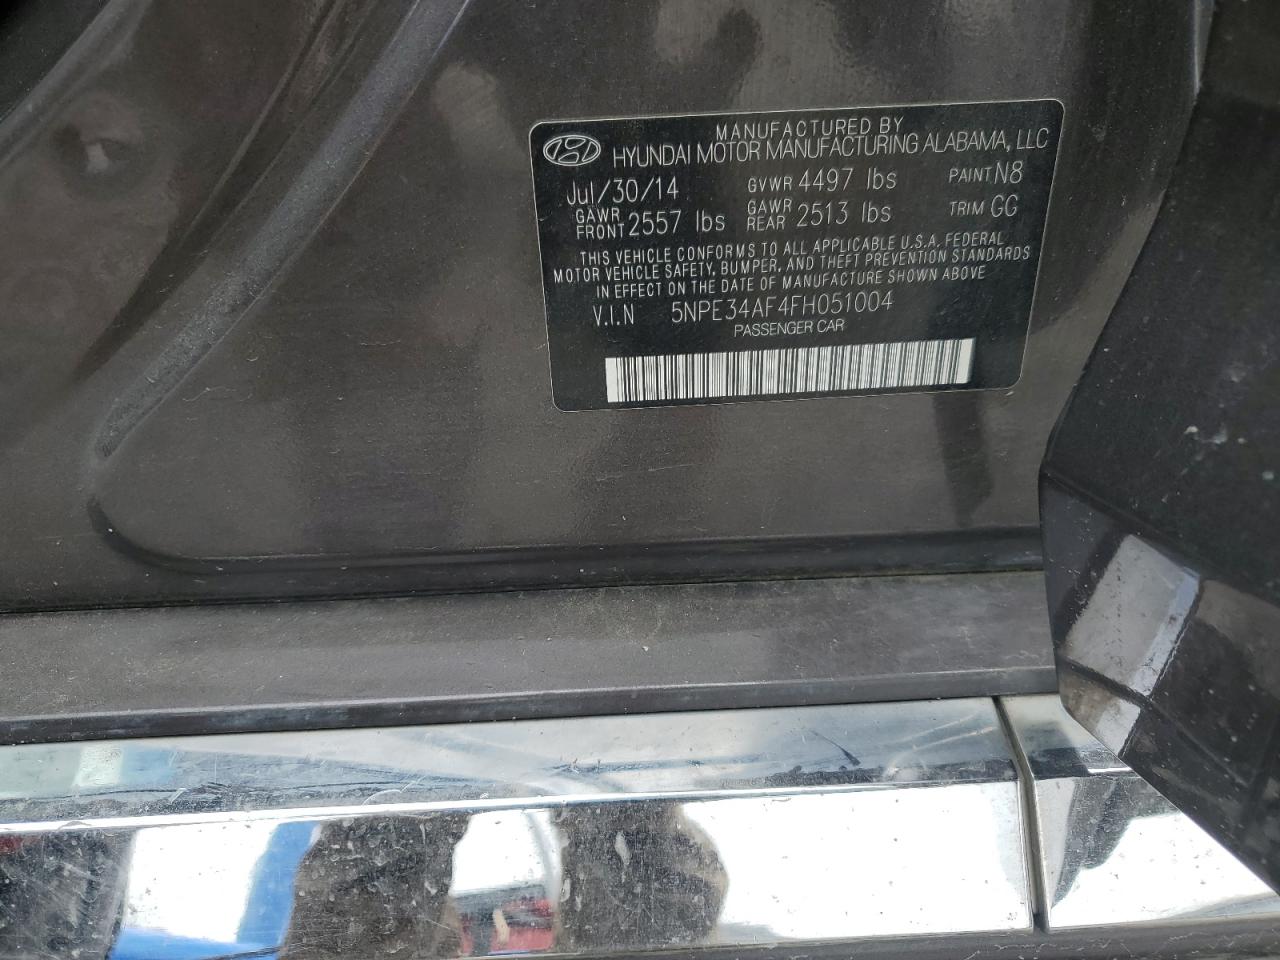 MANUFACTURED BY
HYUNDAI MOTOR MANUFACTURING ALABAMA, LLC
Jul/30/14 GVWR 4497 lbs PAINT N8
GAWR FRONT 2557 lbs GAWR REAR 2513 lbs TRIM GG
THIS VEHICLE CONFORMS TO ALL APPLICABLE U.S.A. FEDERAL
MOTOR VEHICLE SAFETY, BUMPER, AND THEFT PREVENTION STANDARDS
IN EFFECT ON THE DATE OF MANUFACTURE SHOWN ABOVE
V.I.N 5NPE34AF4FH051004
PASSENGER CAR